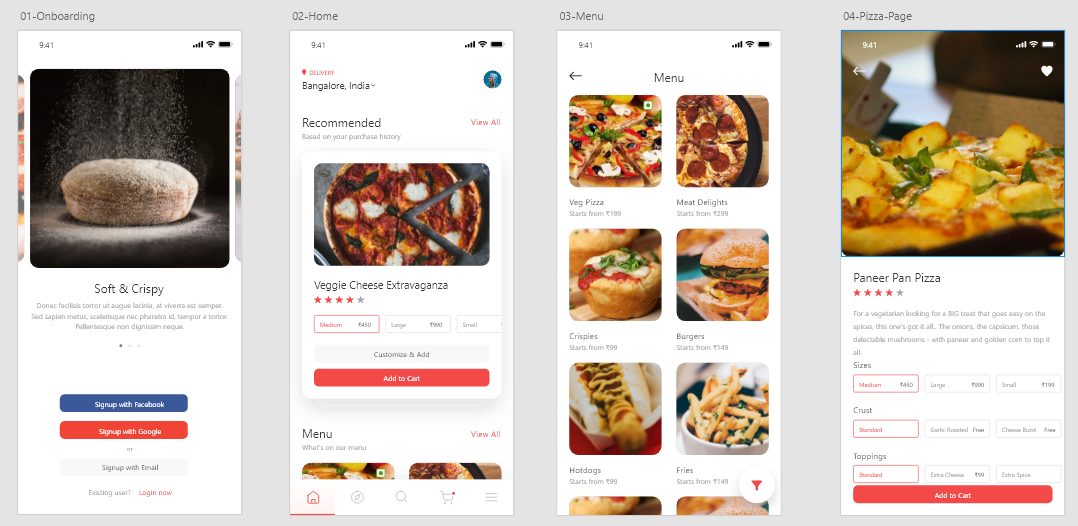 01-Onboarding
9:41
Soft & Crispy
Donec facilisis tortor ut augue lacinia, at viverra est semper.
Sed sapien metus, scelerisque nec pharetra id, tempor a tortor.
Pellentesque non dignissim neque.
Signup with Facebook
Signup with Google
or
Signup with Email
Existing user? Login now
02-Home
9:41
DELIVERY
Bangalore, India
Recommended View All
Based on your purchase history
Veggie Cheese Extravaganza
Medium ₹450 Large ₹990 Small
Customize & Add
Add to Cart
Menu View All
What's on our menu
03-Menu
9:41
Menu
Veg Pizza Meat Delights
Starts from ₹199 Starts from ₹299
Crispies Burgers
Starts from ₹99 Starts from ₹149
Hotdogs Fries
Starts from ₹99 Starts from ₹149
04-Pizza-Page
9:41
Paneer Pan Pizza
For a vegetarian looking for a BIG treat that goes easy on the
spices, this one's got it all.. The onions, the capsicum, those
delectable mushrooms - with paneer and golden corn to top it
all.
Sizes
Medium ₹450 Large ₹990 Small ₹199
Crust
Standard Garlic Roasted Free Cheese Burst Free
Toppings
Standard Extra Cheese ₹99 Extra Spice
Add to Cart